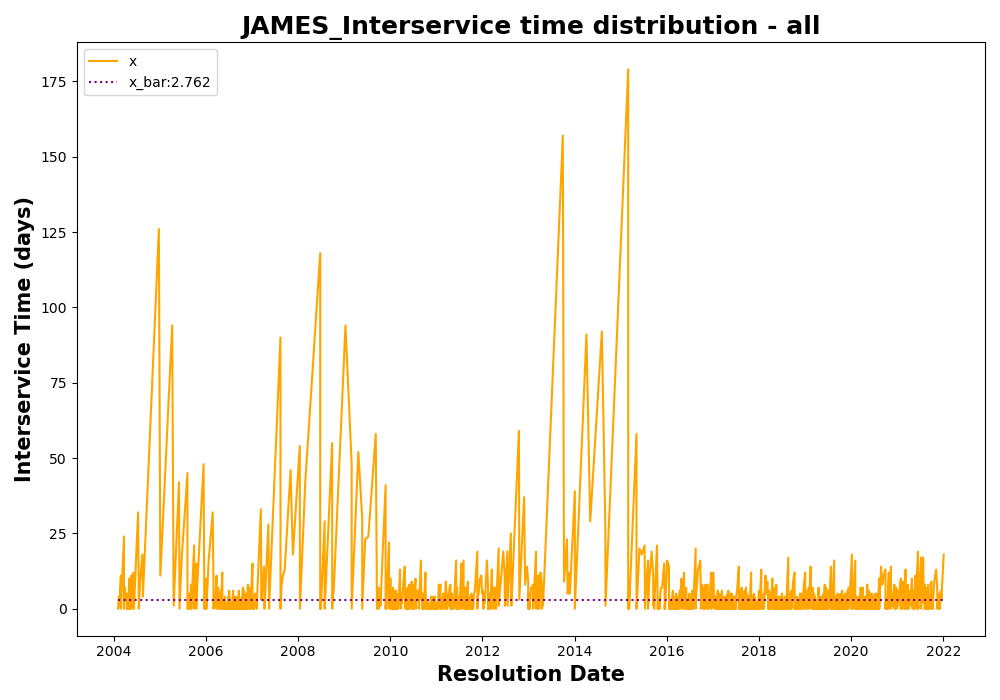 JAMES_Interservice time distribution - all
x
x_bar:2.762
Interservice Time (days)
175
150
125
100
75
50
25
0
2004 2006 2008 2010 2012 2014 2016 2018 2020 2022
Resolution Date